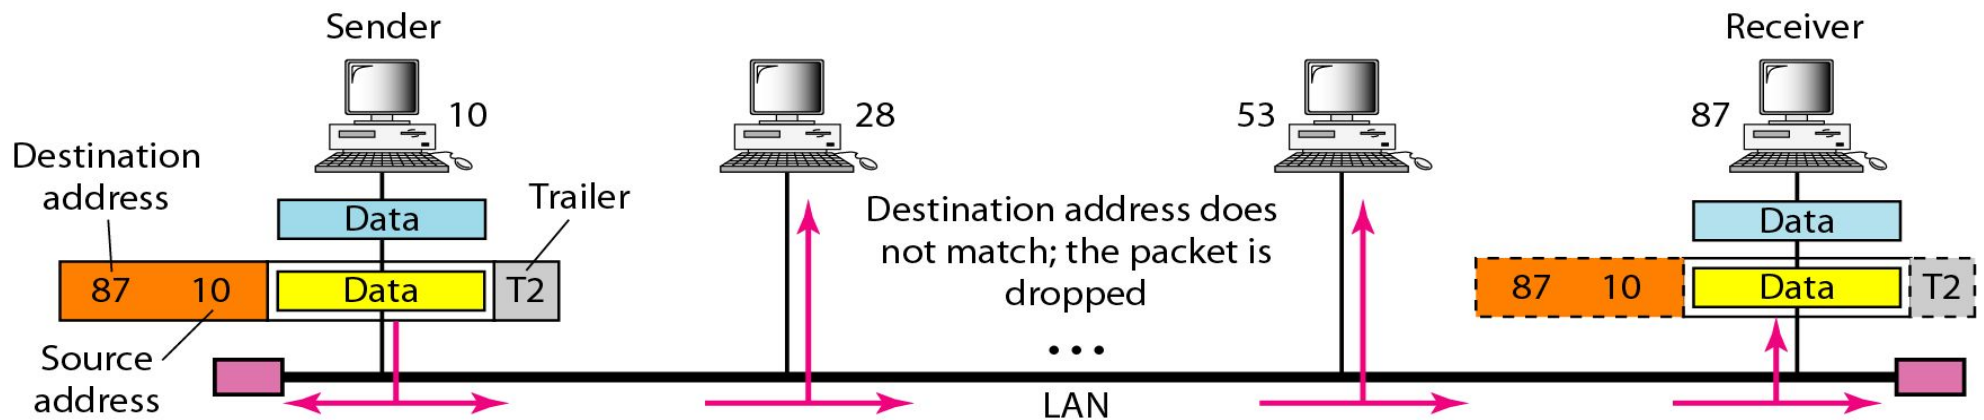 Sender
Receiver
10
28
53
87
Destination
address
Trailer
Data
Destination address does
not match; the packet is
dropped
Data
87 10
Data
T2
87 10
Data
T2
Source
address
...
LAN